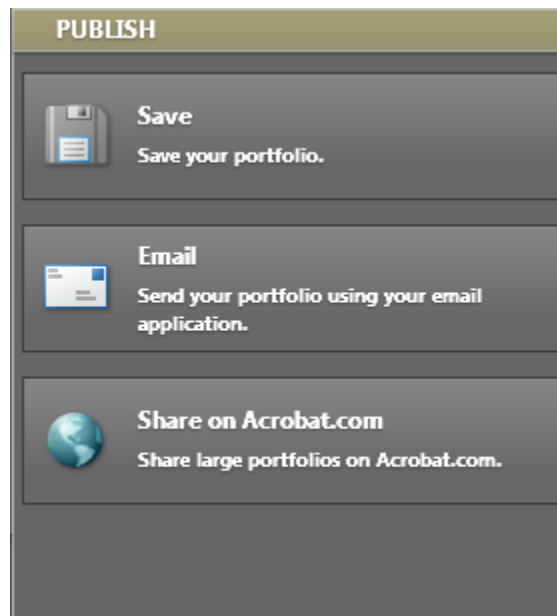 PUBLISH
Save
Save your portfolio.
Email
Send your portfolio using your email
application.
Share on Acrobat.com
Share large portfolios on Acrobat.com.